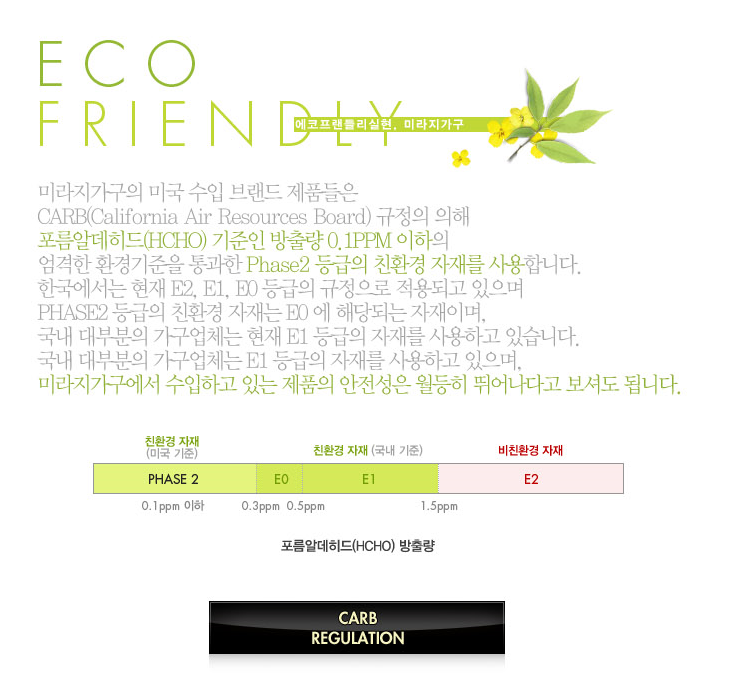 ECO
FRIENDLY
에코프랜들리실현, 미라지가구
미라지가구의 미국 수입 브랜드 제품들은
CARB(California Air Resources Board) 규정의 의해
포름알데히드(HCHO) 기준인 방출량 0.1PPM 이하의
엄격한 환경기준을 통과한 Phase2 등급의 친환경 자재를 사용합니다.
한국에서는 현재 E2, E1, E0 등급의 규정으로 적용되고 있으며
PHASE2 등급의 친환경 자재는 E0 에 해당되는 자재이며,
국내 대부분의 가구업체는 현재 E1 등급의 자재를 사용하고 있습니다.
국내 대부분의 가구업체는 E1 등급의 자재를 사용하고 있으며,
미라지가구에서 수입하고 있는 제품의 안전성은 월등히 뛰어나다고 보셔도 됩니다.
친환경 자재
(미국 기준)
친환경 자재 (국내 기준)
비친환경 자재
PHASE 2 E0 E1 E2
0.1ppm 이하 0.3ppm 0.5ppm 1.5ppm
포름알데히드(HCHO) 방출량
CARB
REGULATION